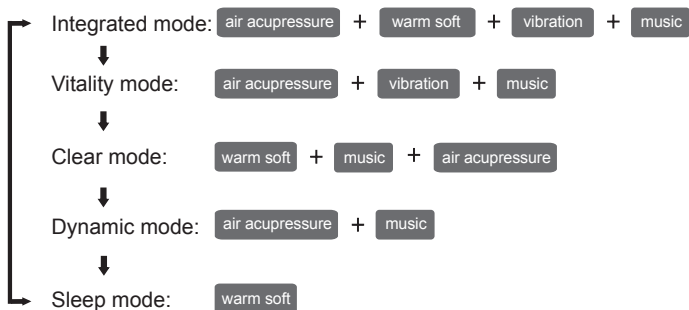 Integrated mode: air acupressure + warm soft + vibration + music
Vitality mode: air acupressure + vibration + music
Clear mode: warm soft + music + air acupressure
Dynamic mode: air acupressure + music
Sleep mode: warm soft